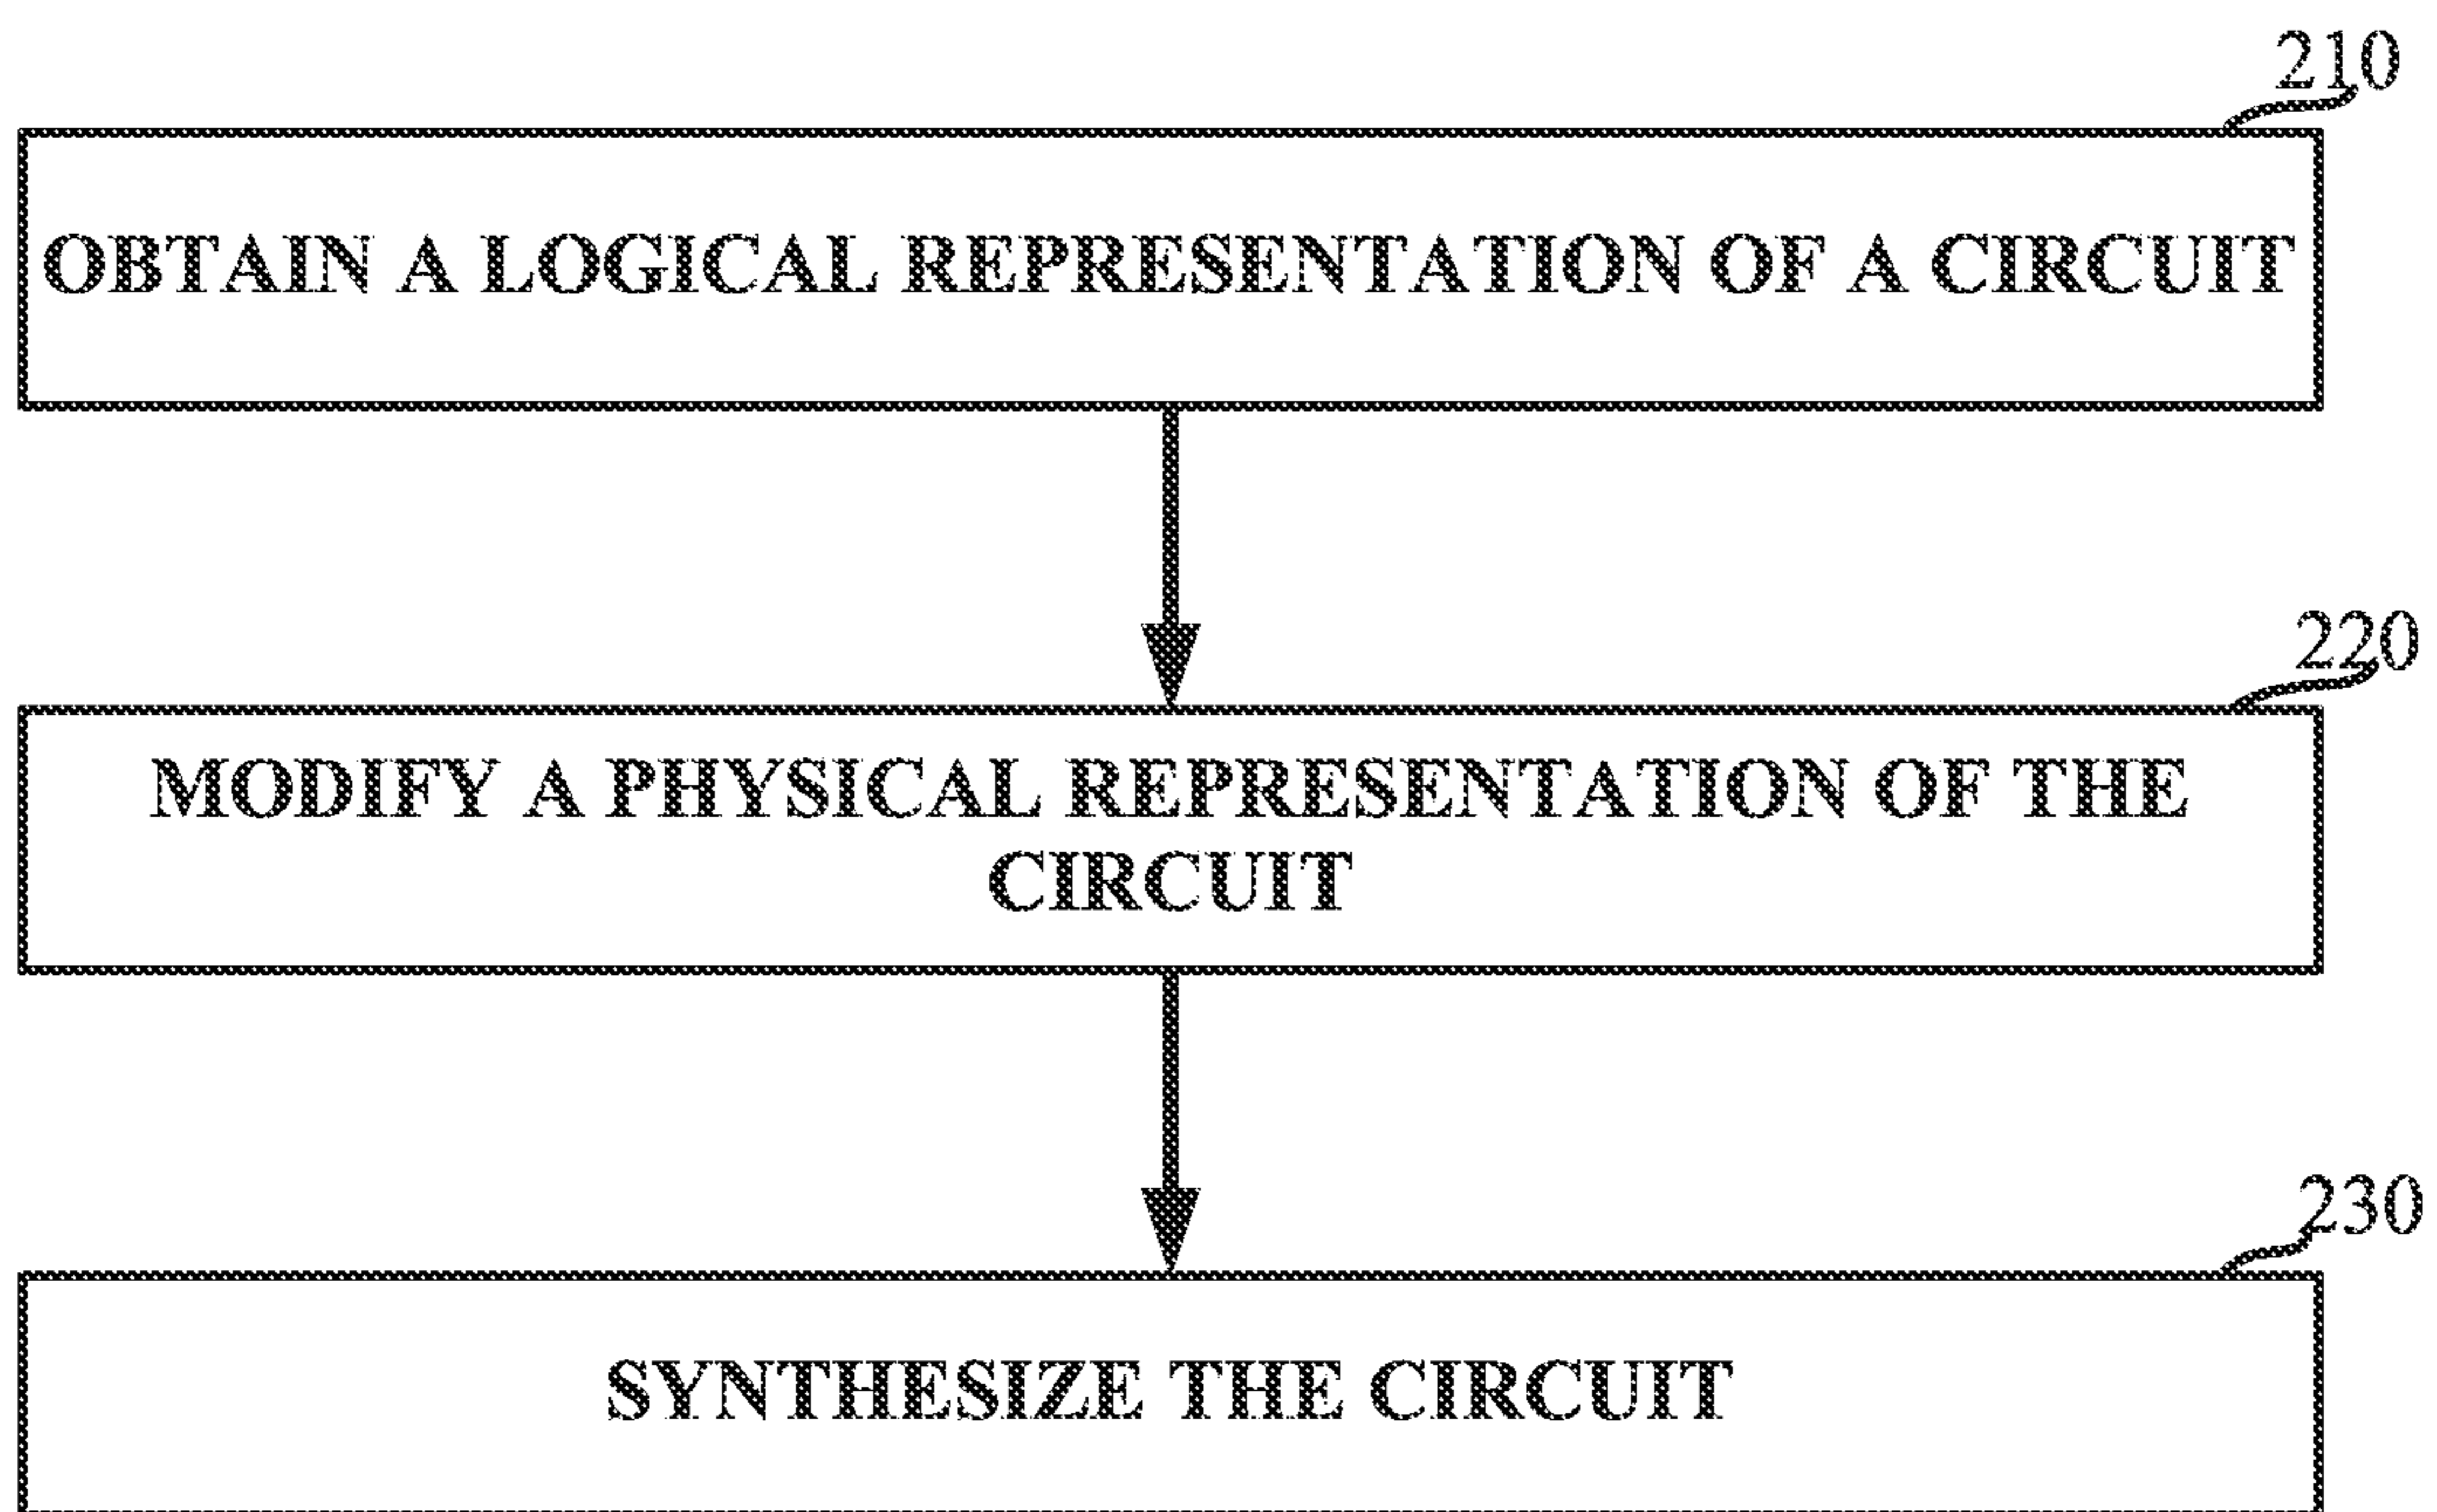 210
OBTAIN A LOGICAL REPRESENTATION OF A CIRCUIT
220
MODIFY A PHYSICAL REPRESENTATION OF THE
CIRCUIT
230
SYNTHESIZE THE CIRCUIT